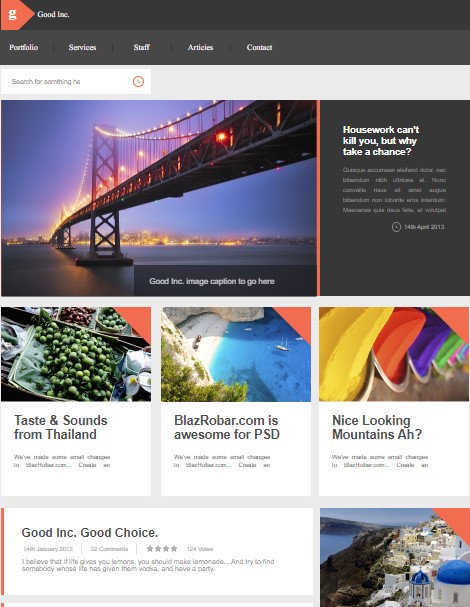 g
Good Inc.
Portfolio
Services
Staff
Articies
Contact
Search for somthing he
Housework can't
kill you, but why
take a chance?
Quisque accumsan eleifend dolor, nec
bibendum nibh ultricies et. Nunc
convallis risus sit amet augue
bibendum non lobortis eros interdum.
Maecenas quis risus felis, at volutpat
14th April 2013
Good Inc. image caption to go here
Taste & Sounds
from Thailand
We've made some small changes
to BlazRobar.com... Create an
BlazRobar.com is
awesome for PSD
We've made some small changes
to BlazRobar.com... Create an
Nice Looking
Mountains Ah?
We've made some small changes
to BlazRobar.com... Create an
Good Inc. Good Choice.
14th January 2013
32 Comments
124 Votes
I believe that if life gives you lemons, you should make lemonade... And try to find
somebody whose life has given them vodka, and have a party.